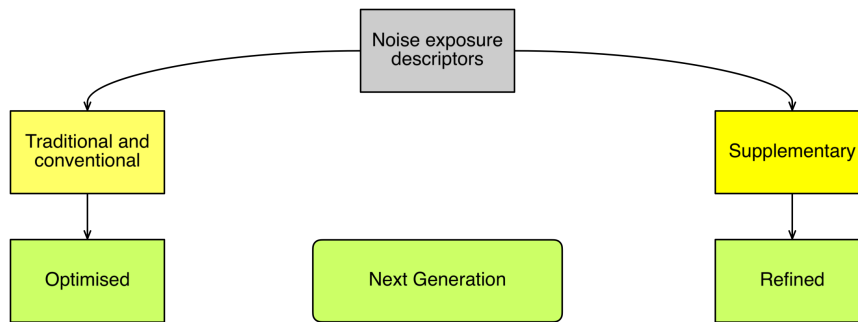 Noise exposure
descriptors
Traditional and
conventional
Supplementary
Optimised
Next Generation
Refined